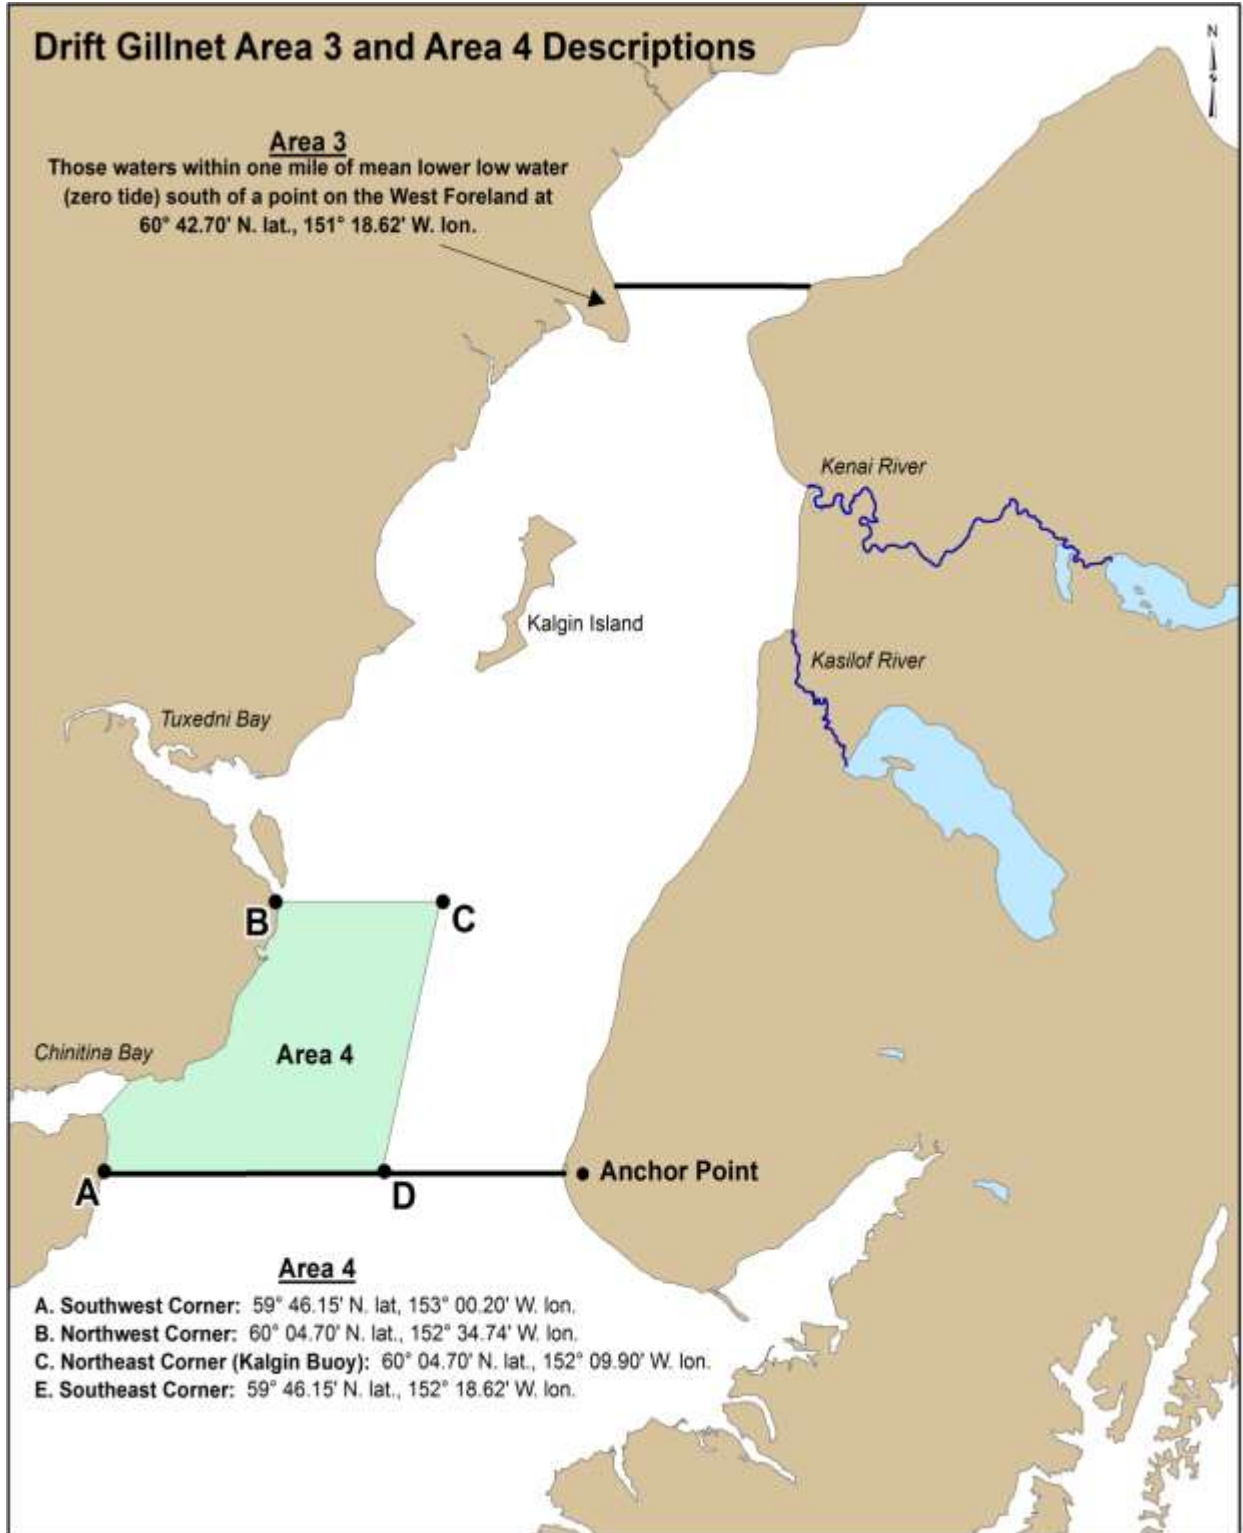 Drift Gillnet Area 3 and Area 4 Descriptions
N
Area 3
Those waters within one mile of mean lower low water
(zero tide) south of a point on the West Foreland at
60° 42.70' N. lat., 151° 18.62' W. lon.
Kenai River
Kalgin Island
Kasilof River
Tuxedni Bay
B
C
Chinitina Bay
Area 4
A
D
Anchor Point
Area 4
A. Southwest Corner: 59° 46.15' N. lat, 153° 00.20' W. lon.
B. Northwest Corner: 60° 04.70' N. lat., 152° 34.74' W. lon.
C. Northeast Corner (Kalgin Buoy): 60° 04.70' N. lat., 152° 09.90' W. lon.
E. Southeast Corner: 59° 46.15' N. lat., 152° 18.62' W. lon.